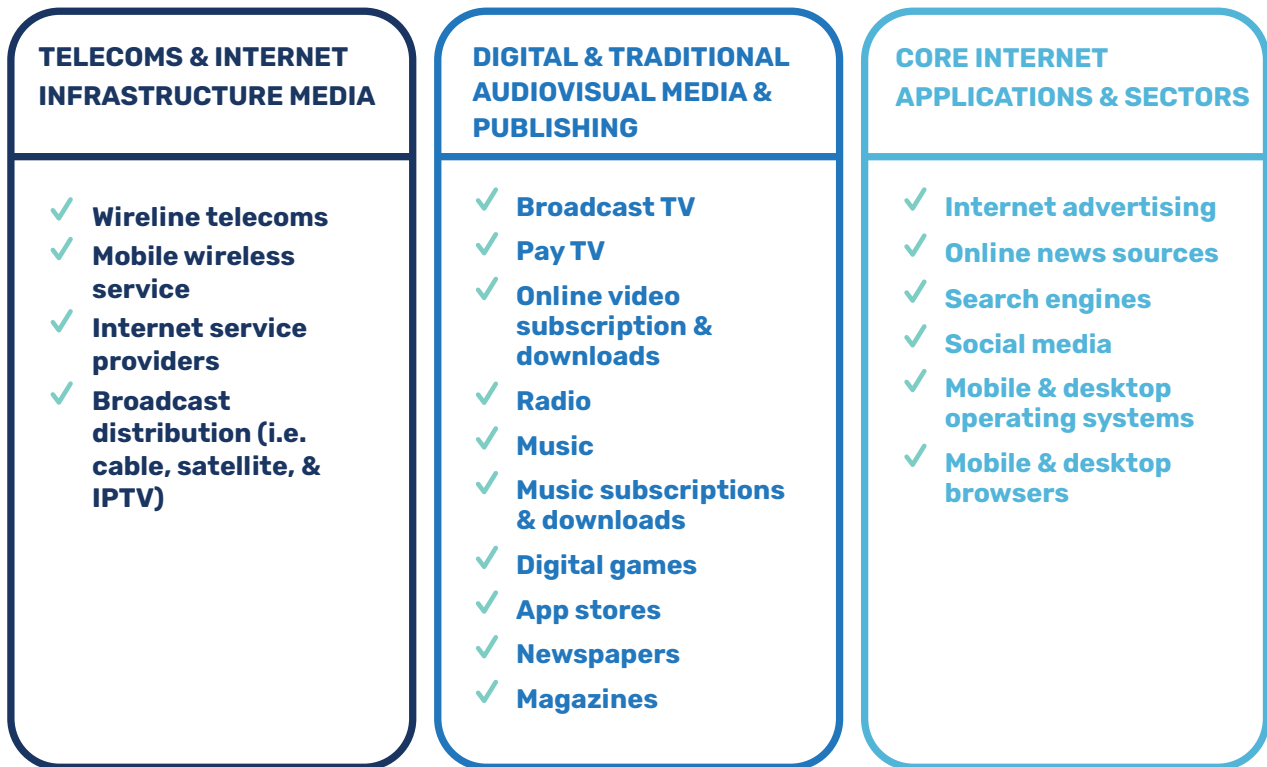 TELECOMS & INTERNET
INFRASTRUCTURE MEDIA
Wireline telecoms
Mobile wireless
service
Internet service
providers
Broadcast
distribution (i.e.
cable, satellite, &
IPTV)
DIGITAL & TRADITIONAL
AUDIOVISUAL MEDIA &
PUBLISHING
Broadcast TV
Pay TV
Online video
subscription &
downloads
Radio
Music
Music subscriptions
& downloads
Digital games
App stores
Newspapers
Magazines
CORE INTERNET
APPLICATIONS & SECTORS
Internet advertising
Online news sources
Search engines
Social media
Mobile & desktop
operating systems
Mobile & desktop
browsers